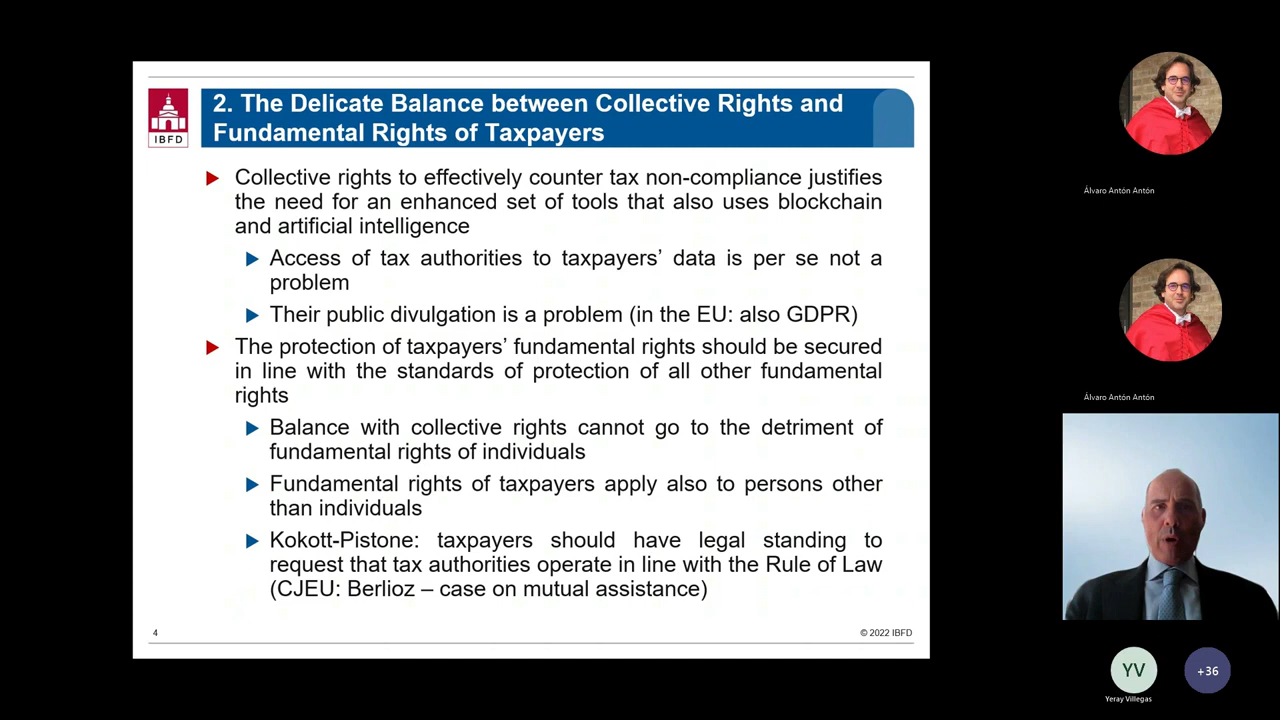 IBFD
2. The Delicate Balance between Collective Rights and
Fundamental Rights of Taxpayers
Collective rights to effectively counter tax non-compliance justifies
the need for an enhanced set of tools that also uses blockchain
and artificial intelligence
Access of tax authorities to taxpayers’ data is per se not a
problem
Their public divulgation is a problem (in the EU: also GDPR)
The protection of taxpayers’ fundamental rights should be secured
in line with the standards of protection of all other fundamental
rights
Balance with collective rights cannot go to the detriment of
fundamental rights of individuals
Fundamental rights of taxpayers apply also to persons other
than individuals
Kokott-Pistone: taxpayers should have legal standing to
request that tax authorities operate in line with the Rule of Law
(CJEU: Berlioz – case on mutual assistance)
4
© 2022 IBFD
Álvaro Antón Antón
Álvaro Antón Antón
YV
+36
Yeray Villegas